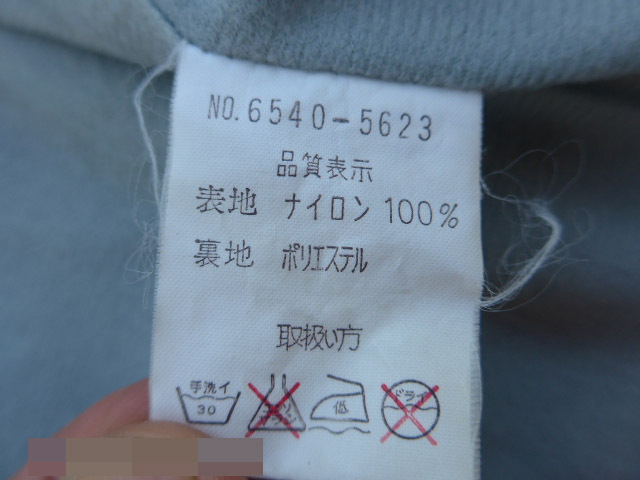 NO.6540-5623
品質表示
表地 ナイロン 100%
裏地 ポリエステル
取扱い方
手洗イ
30
低
ドライ